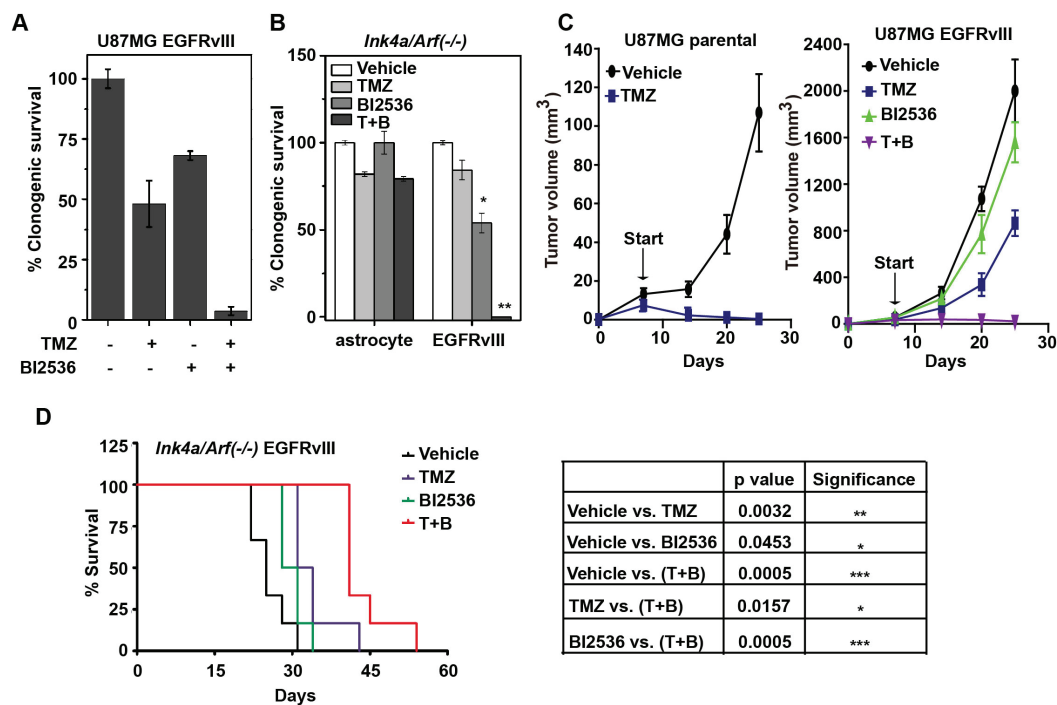 A
U87MG EGFRvIII
% Clonogenic survival
100
75
50
25
0
TMZ - + - +
BI2536 - - + +
B
Ink4a/Arf(-/-)
% Clonogenic survival
150
100
50
0
Vehicle
TMZ
BI2536
T+B
*
**
astrocyte EGFRvIII
C
U87MG parental
Tumor volume (mm3)
140
120
100
80
60
40
20
0
Vehicle
TMZ
Start
0 10 20 30
Days
U87MG EGFRvIII
Tumor volume (mm3)
2400
2000
1600
1200
800
400
0
Vehicle
TMZ
BI2536
T+B
Start
0 10 20 30
Days
D
Ink4a/Arf(-/-) EGFRvIII
% Survival
125
100
75
50
25
0
Vehicle
TMZ
BI2536
T+B
0 15 30 45 60
Days
p value Significance
Vehicle vs. TMZ 0.0032 **
Vehicle vs. BI2536 0.0453 *
Vehicle vs. (T+B) 0.0005 ***
TMZ vs. (T+B) 0.0157 *
BI2536 vs. (T+B) 0.0005 ***